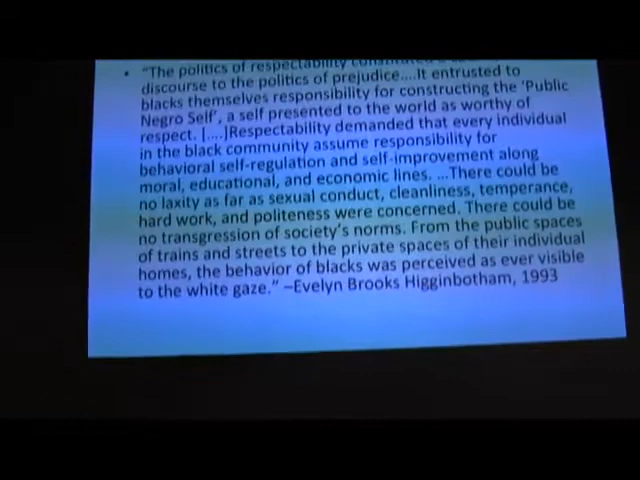 • "The politics of respectability constituted a
discourse to the politics of prejudice....It entrusted to
blacks themselves responsibility for constructing the 'Public
Negro Self', a self presented to the world as worthy of
respect. [....]Respectability demanded that every individual
in the black community assume responsibility for
behavioral self-regulation and self-improvement along
moral, educational, and economic lines. ...There could be
no laxity as far as sexual conduct, cleanliness, temperance,
hard work, and politeness were concerned. There could be
no transgression of society's norms. From the public spaces
of trains and streets to the private spaces of their individual
homes, the behavior of blacks was perceived as ever visible
to the white gaze." –Evelyn Brooks Higginbotham, 1993